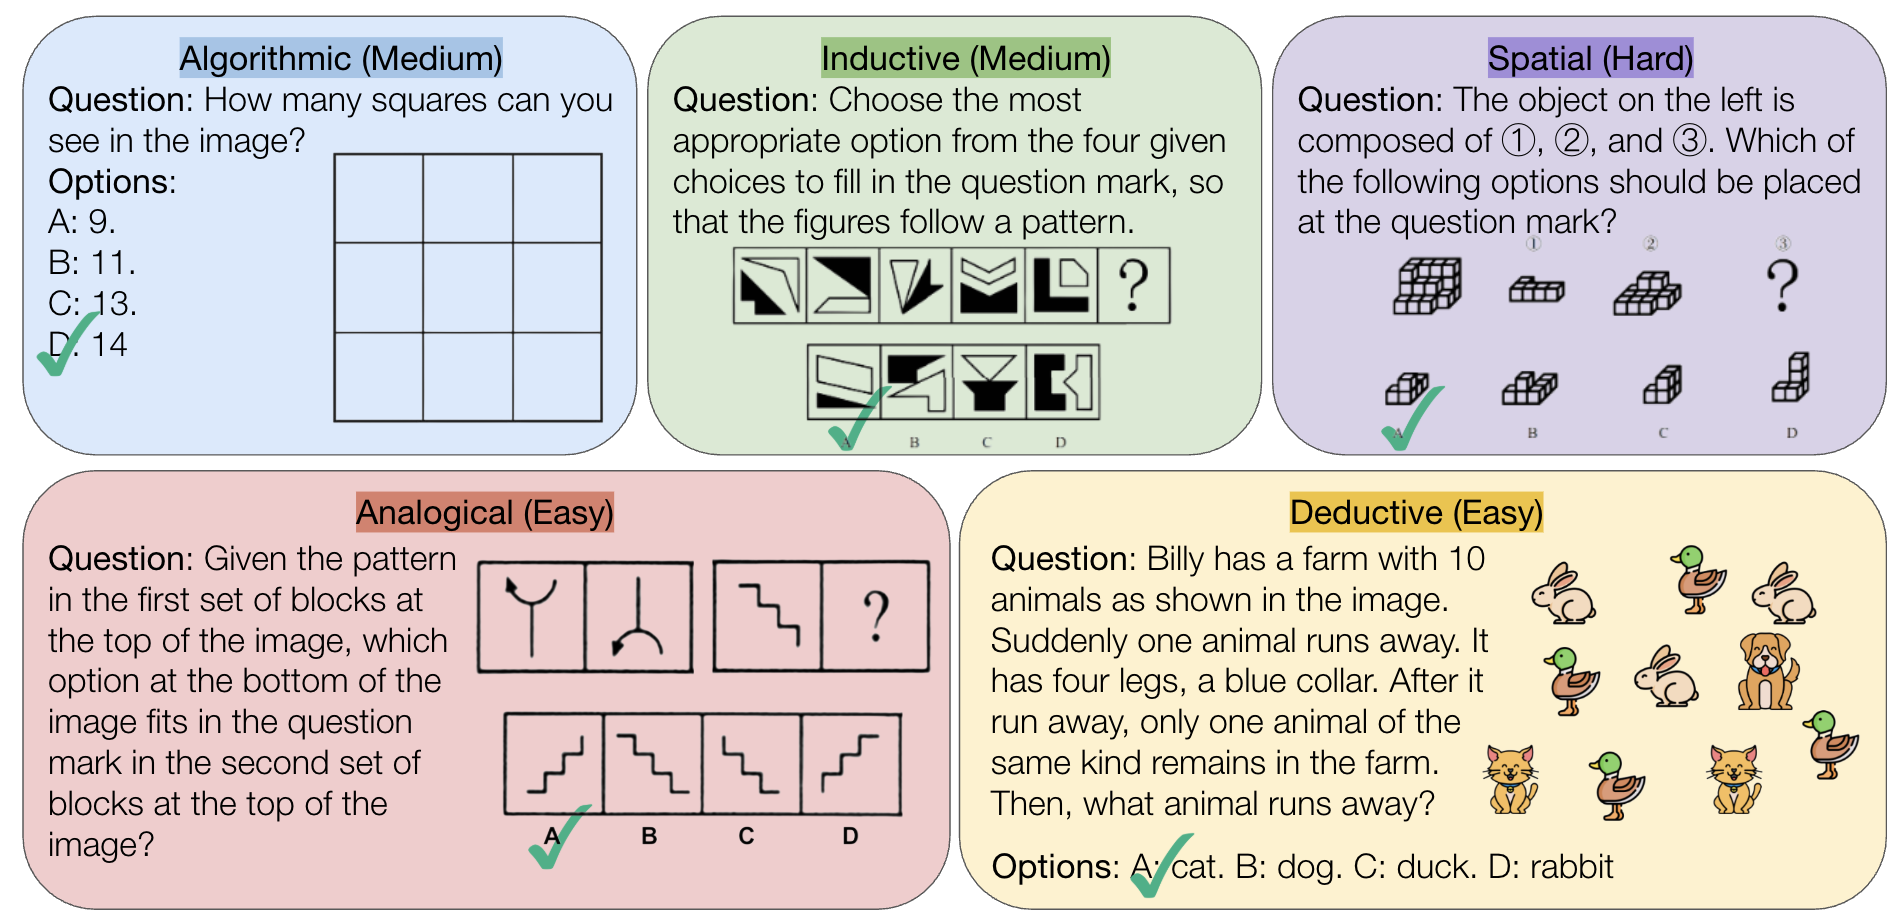 Algorithmic (Medium)
Question: How many squares can you
see in the image?
Options:
A: 9.
B: 11.
C: 13.
D: 14
Inductive (Medium)
Question: Choose the most
appropriate option from the four given
choices to fill in the question mark, so
that the figures follow a pattern.
?
A B C D
Spatial (Hard)
Question: The object on the left is
composed of ①, ②, and ③. Which of
the following options should be placed
at the question mark?
① ② ③
?
A B C D
Analogical (Easy)
Question: Given the pattern
in the first set of blocks at
the top of the image, which
option at the bottom of the
image fits in the question
mark in the second set of
blocks at the top of the
image?
?
A B C D
Deductive (Easy)
Question: Billy has a farm with 10
animals as shown in the image.
Suddenly one animal runs away. It
has four legs, a blue collar. After it
run away, only one animal of the
same kind remains in the farm.
Then, what animal runs away?
Options: A: cat. B: dog. C: duck. D: rabbit